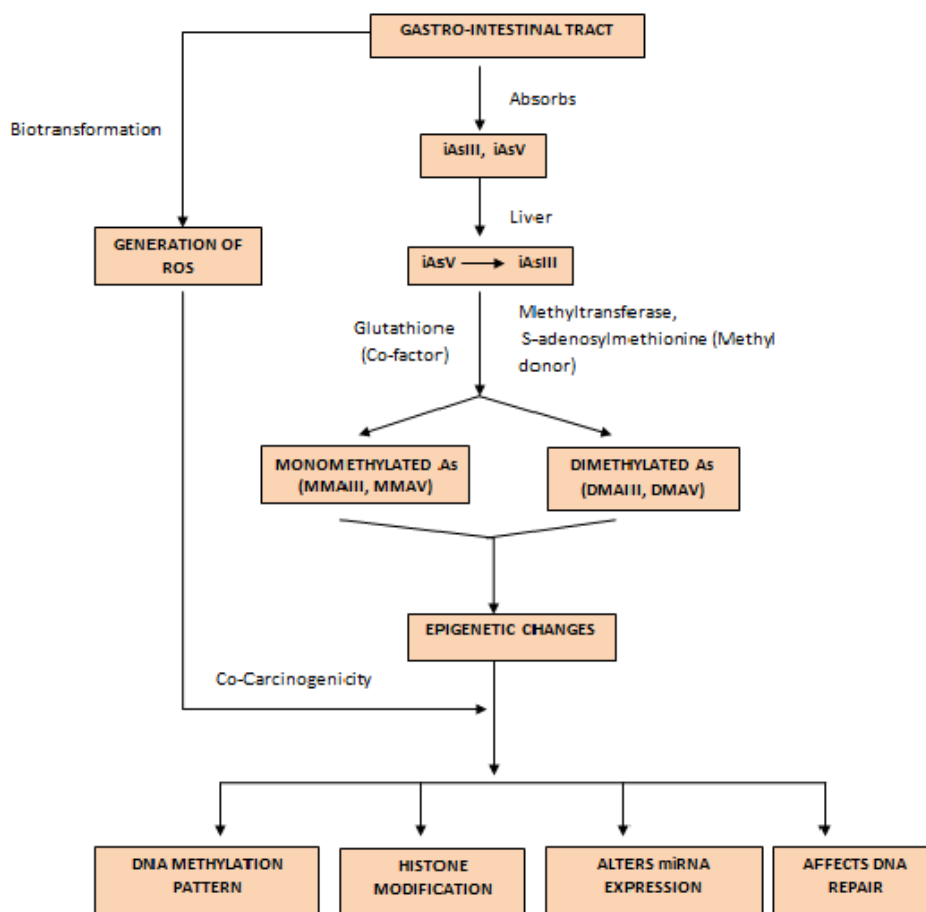 GASTRO-INTESTINAL TRACT
Absorbs
Biotransformation
iAsIII, iAsV
Liver
GENERATION OF
ROS
iAsV → iAsIII
Glutathione
(Co-factor)
Methyltransferase,
S-adenosylmethionine (Methyl
donor)
MONOMETHYLATED As
(MMAIII, MMAV)
DIMETHYLATED As
(DMAIII, DMAV)
EPIGENETIC CHANGES
Co-Carcinogenicity
DNA METHYLATION
PATTERN
HISTONE
MODIFICATION
ALTERS miRNA
EXPRESSION
AFFECTS DNA
REPAIR